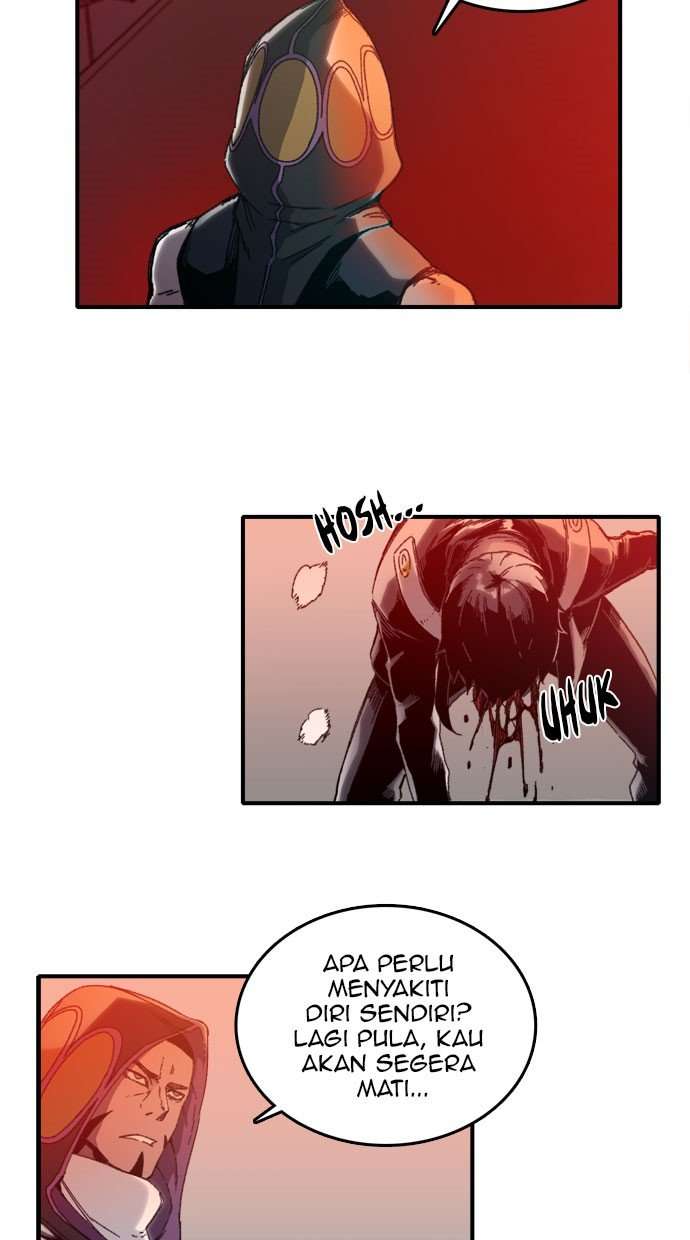 HOSH...
UHUK
APA PERLU
MENYAKITI
DIRI SENDIRI?
LAGI PULA, KAU
AKAN SEGERA
MATI...